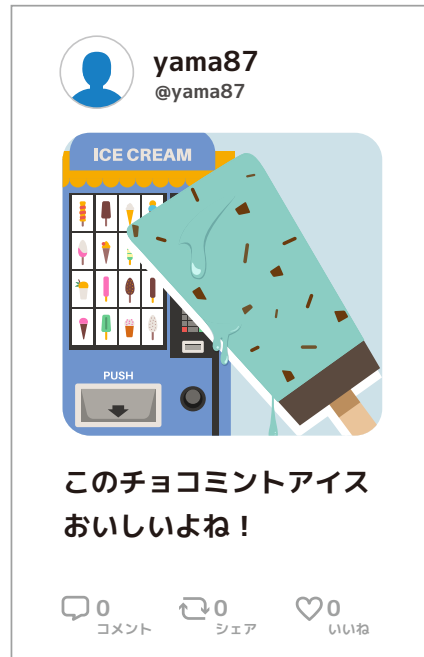 yama87
@yama87
ICE CREAM
PUSH
このチョコミントアイス
おいしいよね！
0
コメント
0
シェア
0
いいね